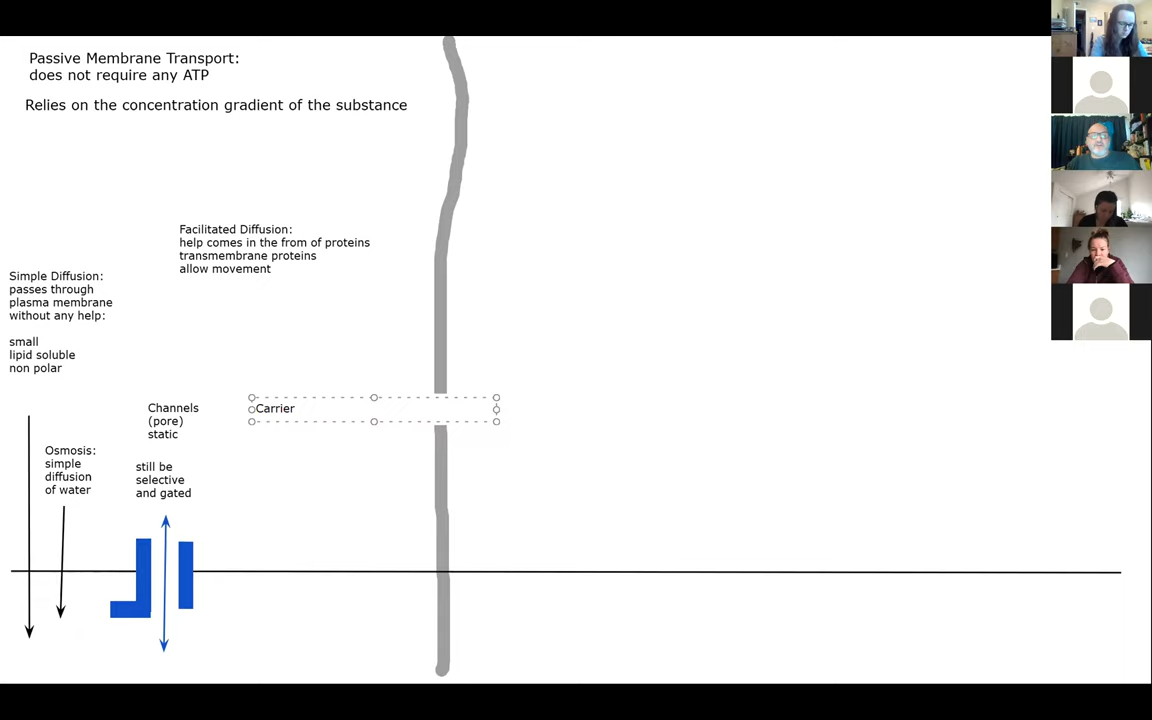 Passive Membrane Transport:
does not require any ATP
Relies on the concentration gradient of the substance
Facilitated Diffusion:
help comes in the from of proteins
transmembrane proteins
allow movement
Simple Diffusion:
passes through
plasma membrane
without any help:
small
lipid soluble
non polar
Channels
(pore)
static
Carrier
Osmosis:
simple
diffusion
of water
still be
selective
and gated